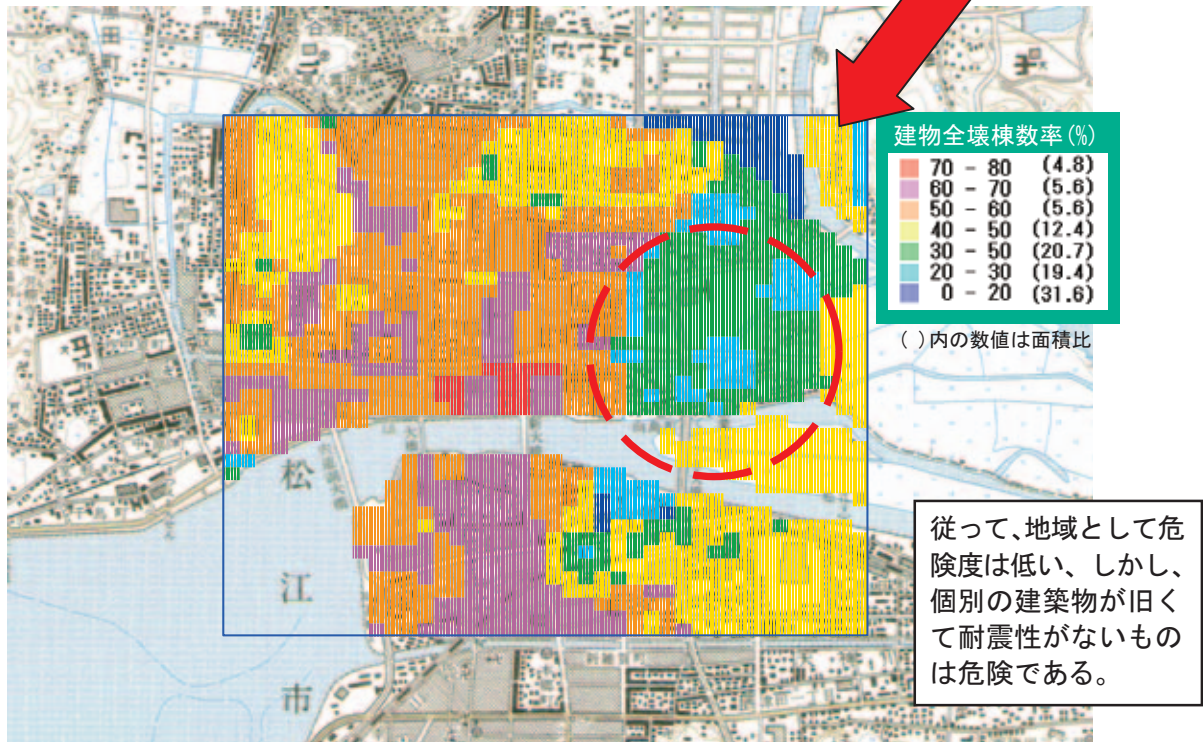 建物全壊棟数率(%)
70 - 80 (4.8)
60 - 70 (5.6)
50 - 60 (5.6)
40 - 50 (12.4)
30 - 50 (20.7)
20 - 30 (19.4)
0 - 20 (31.6)
( )内の数値は面積比
松
江
市
従って、地域として危
険度は低い、しかし、
個別の建築物が旧く
て耐震性がないもの
は危険である。